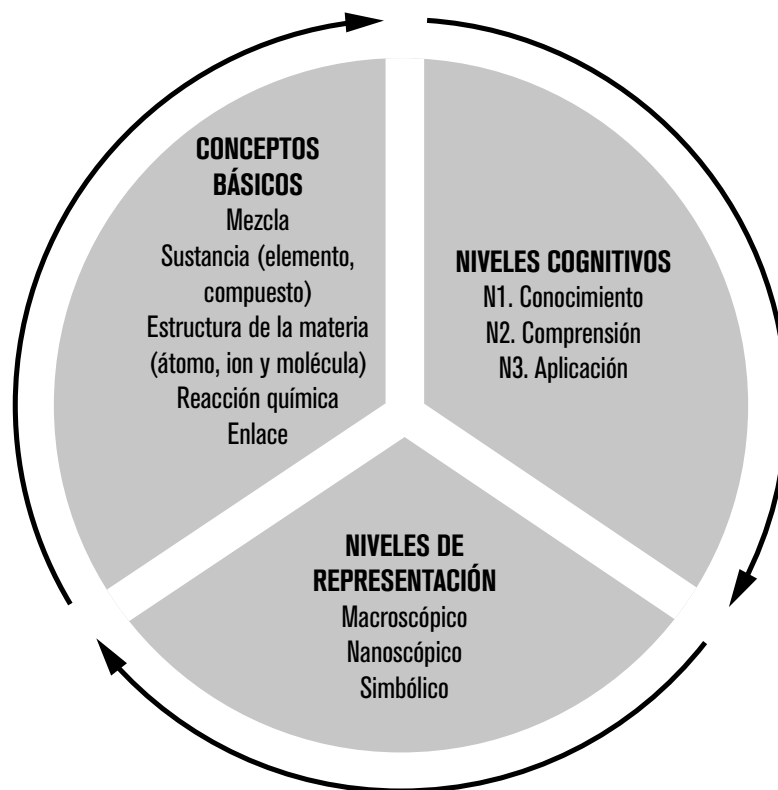 CONCEPTOS
BÁSICOS
Mezcla
Sustancia (elemento,
compuesto)
Estructura de la materia
(átomo, ion y molécula)
Reacción química
Enlace
NIVELES COGNITIVOS
N1. Conocimiento
N2. Comprensión
N3. Aplicación
NIVELES DE
REPRESENTACIÓN
Macroscópico
Nanoscópico
Simbólico